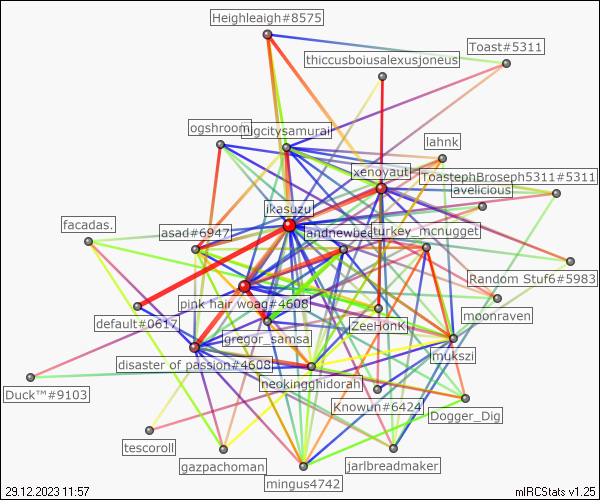 Heighleaigh#8575
Toast#5311
thiccusboiusalexusjoneus
ogshroom
igcitysamurai
lahnk
xenoyaut
ToastephBroseph5311#5311
avelicious
ikasuzu
facadas.
asad#6947
andnewbee
turkey_mcnugget
Random Stuf6#5983
pink hair woag#4608
moonraven
default#0617
ZeeHonKi
gregor_samsa
mukszi
disaster of passion#4608
neokingghidorah
Duck™#9103
Knowun#6424
Dogger_Dig
tescoroll
gazpachoman
jarlbreadmaker
mingus4742
29.12.2023 11:57
mIRCStats v1.25